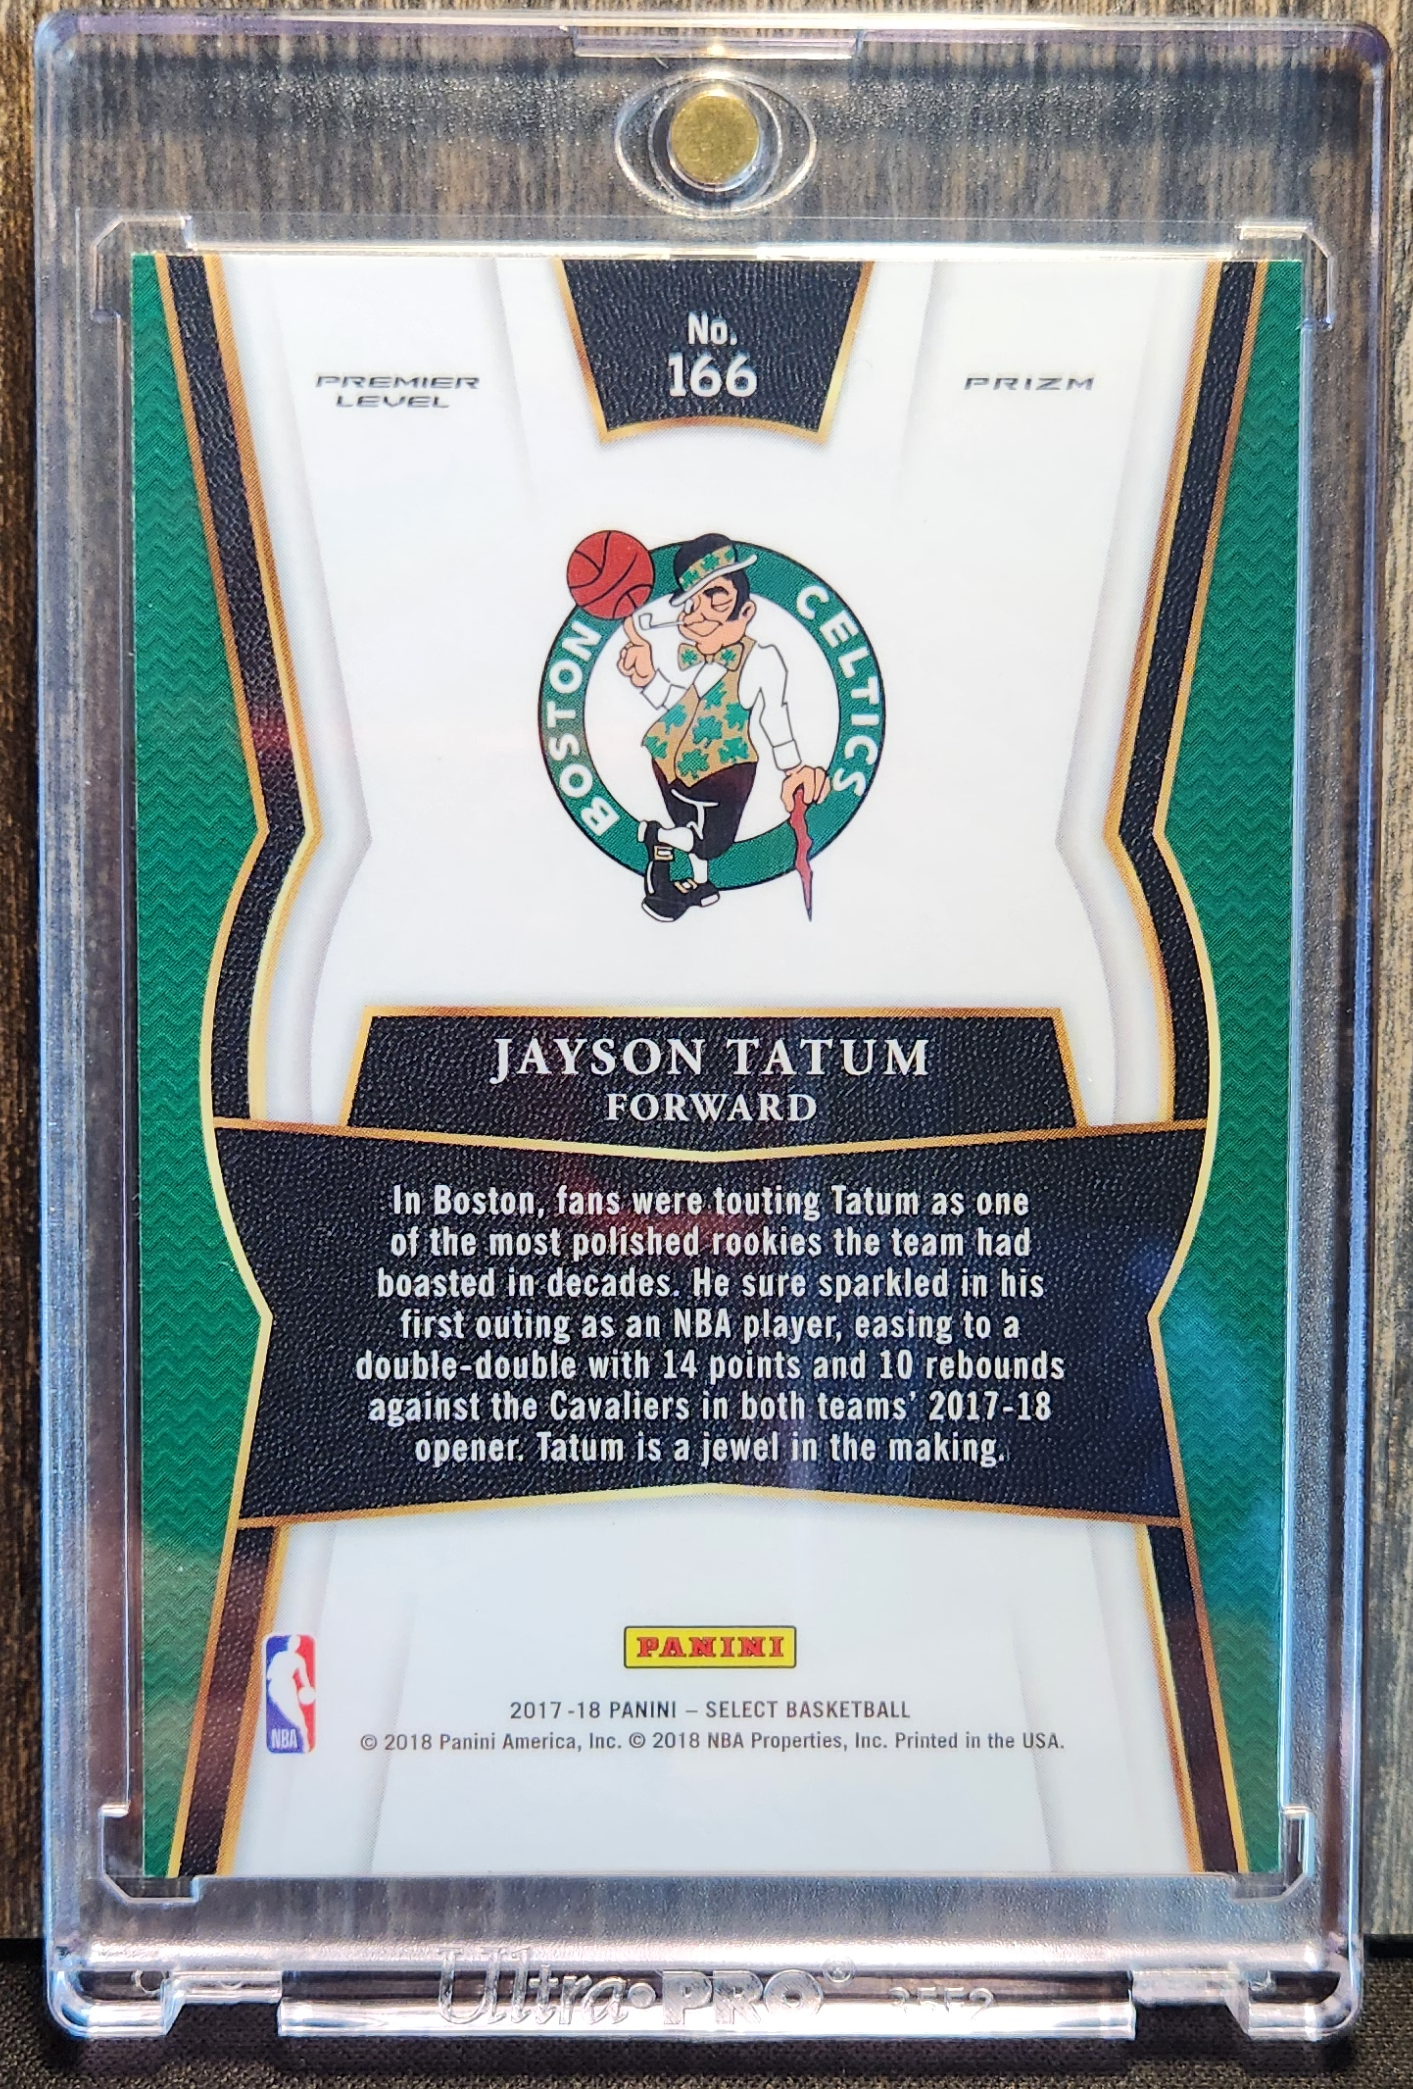 No.
166
PREMIER
LEVEL
PRIZM
BOSTON CELTICS
JAYSON TATUM
FORWARD
In Boston, fans were touting Tatum as one
of the most polished rookies the team had
boasted in decades. He sure sparkled in his
first outing as an NBA player, easing to a
double-double with 14 points and 10 rebounds
against the Cavaliers in both teams' 2017-18
opener. Tatum is a jewel in the making.
PANINI
NBA
2017-18 PANINI – SELECT BASKETBALL
© 2018 Panini America, Inc. © 2018 NBA Properties, Inc. Printed in the USA.
Ultra•PRO®